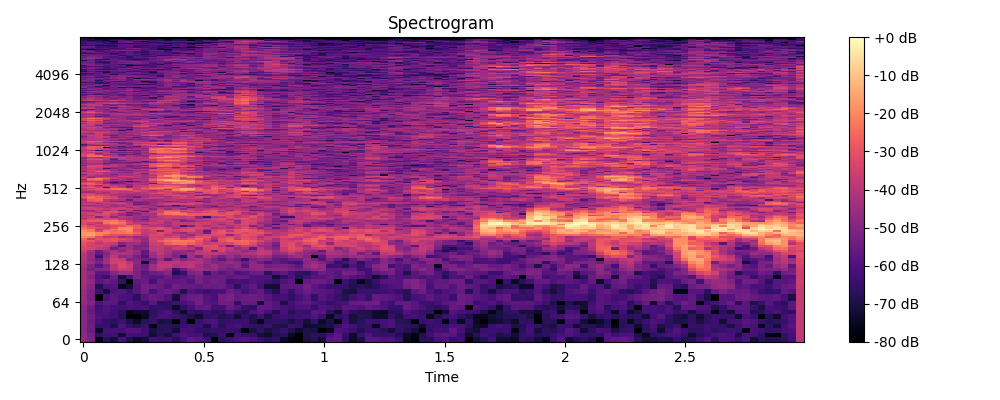 Spectrogram
4096
2048
1024
512
256
128
64
0
Hz
0
0.5
1
1.5
2
2.5
Time
+0 dB
-10 dB
-20 dB
-30 dB
-40 dB
-50 dB
-60 dB
-70 dB
-80 dB